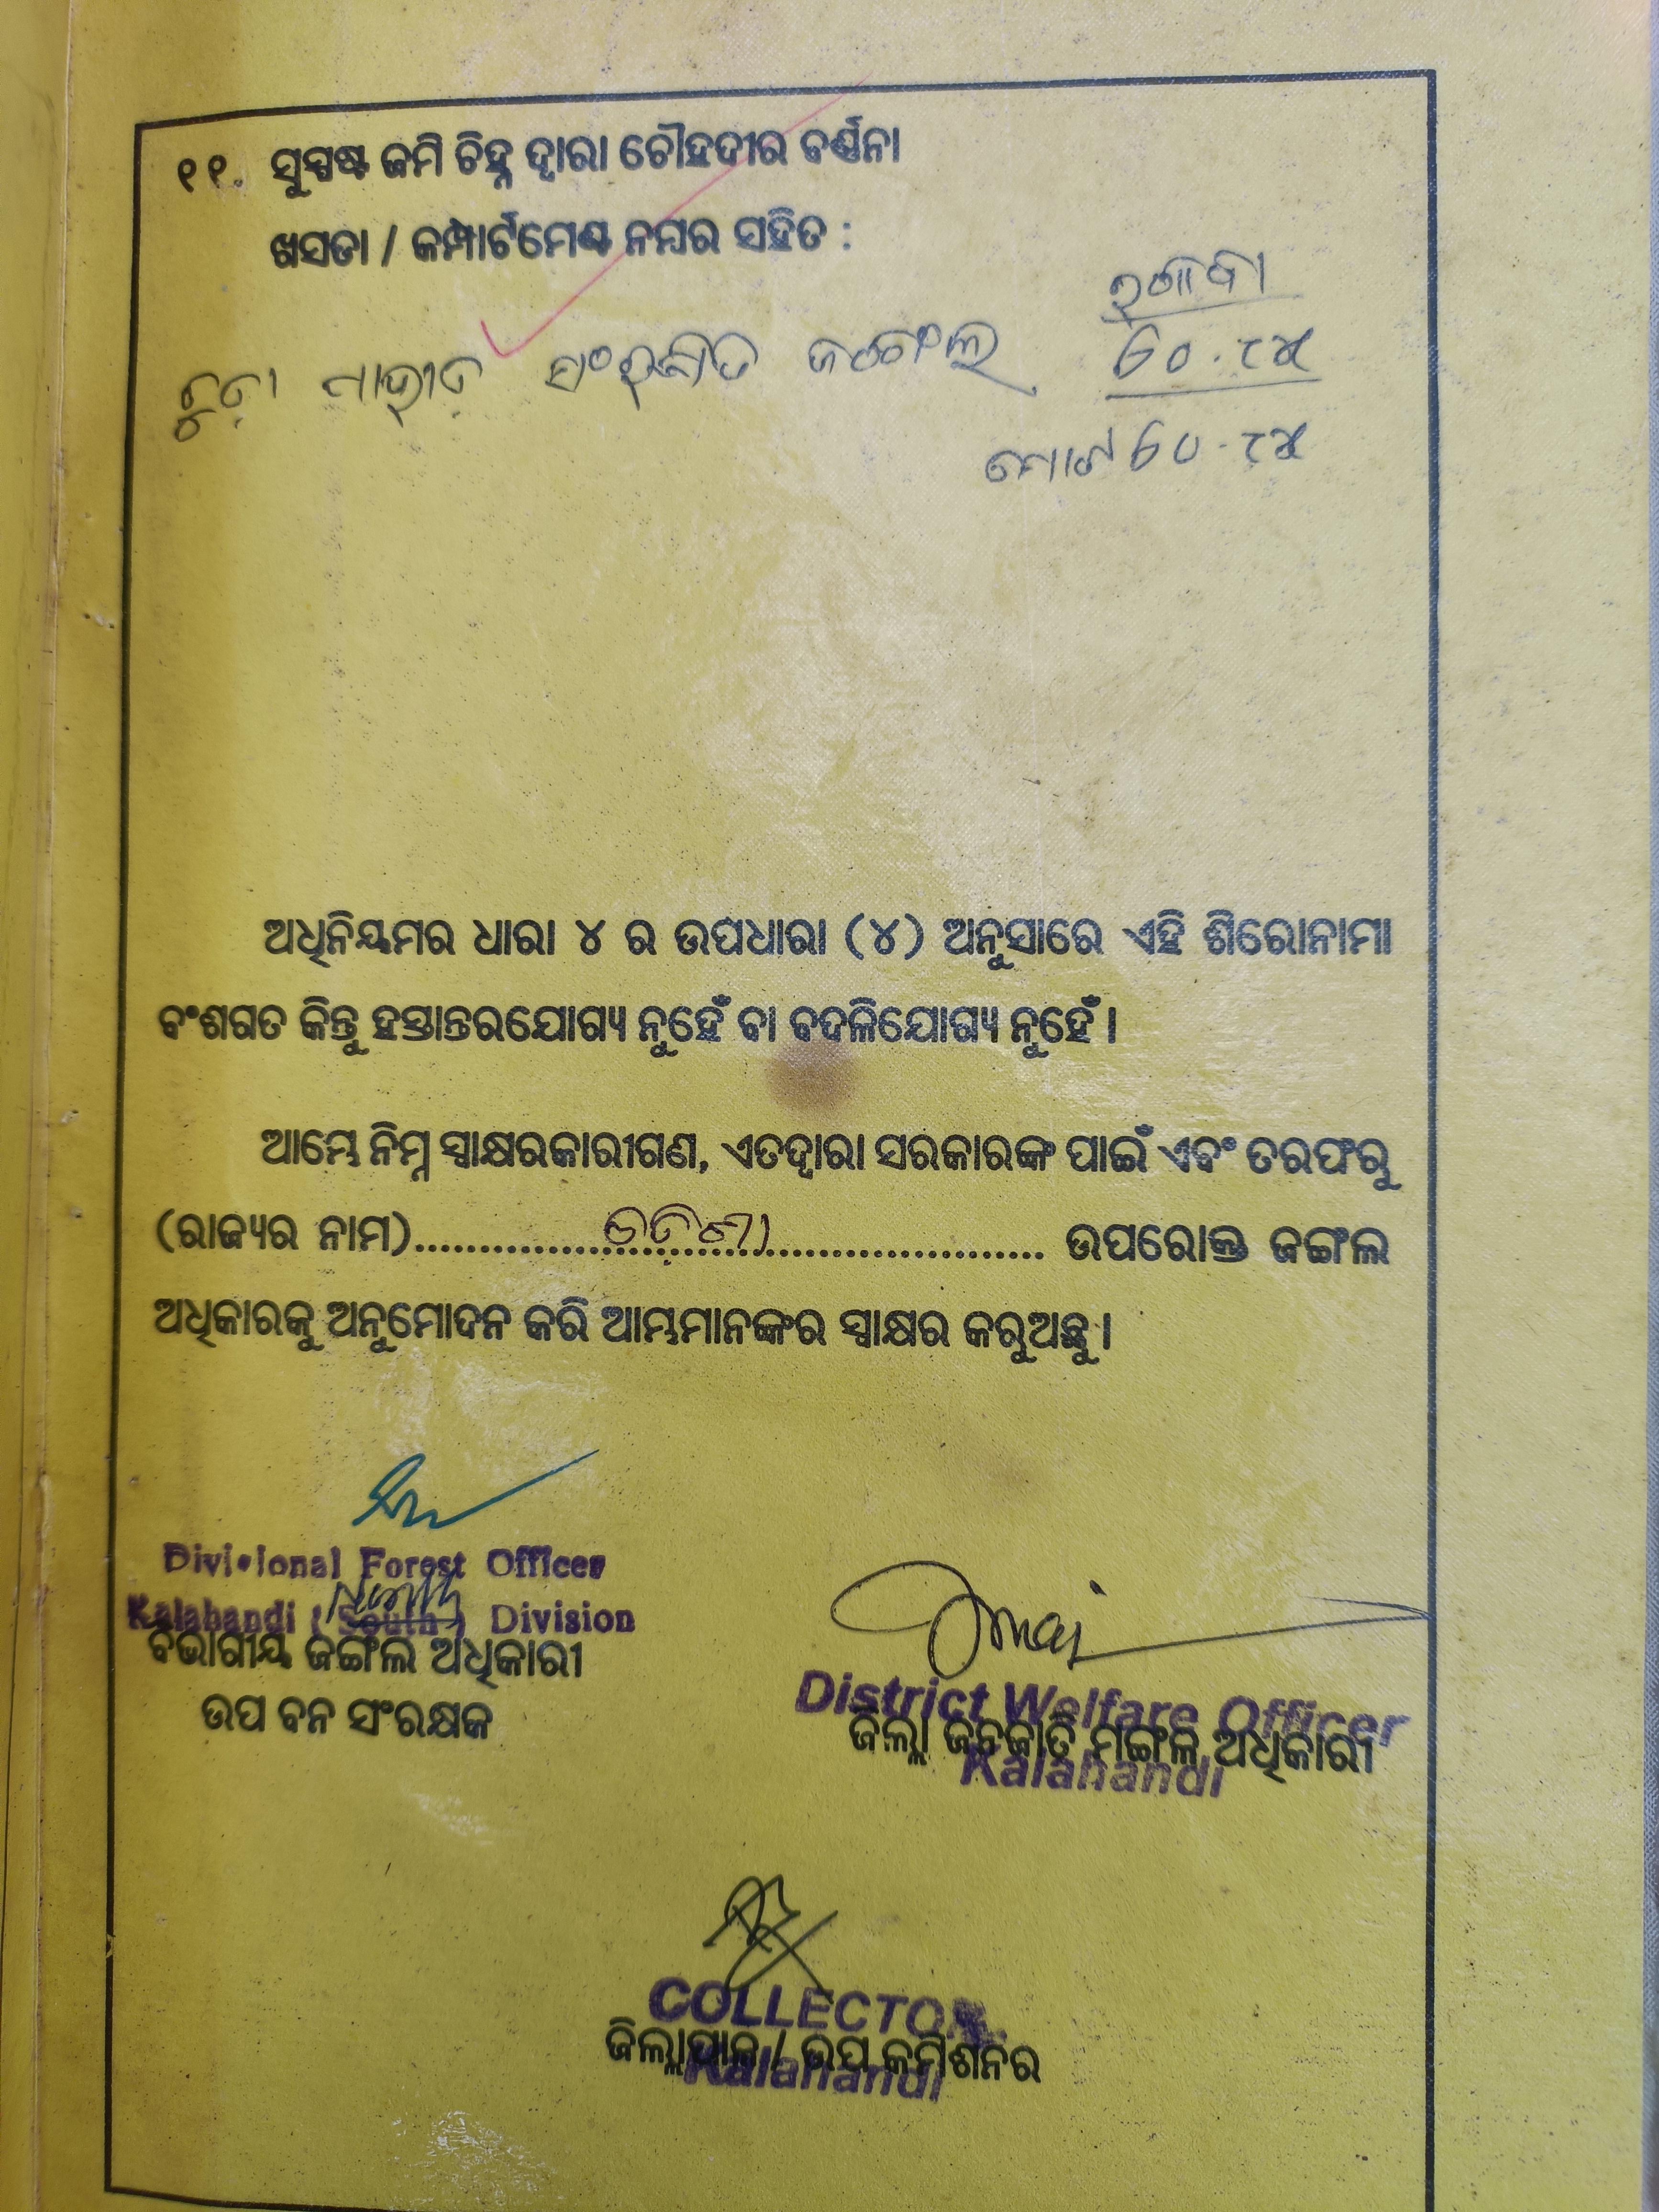 ୧୧. ସୁସ୍ପଷ୍ଟ ଜମି ଚିହ୍ନ ଦ୍ୱାରା ଚୌହଦୀର ବର୍ଣ୍ଣନା
ଖସଡା / କମ୍ପାର୍ଟମେଣ୍ଟ ନମ୍ବର ସହିତ :
ସଂରକ୍ଷିତ ଜଙ୍ଗଲ
୬୦.୮୪
ମୋଟ ୬୦.୮୪
ଅଧିନିୟମର ଧାରା ୪ ର ଉପଧାରା (୪) ଅନୁସାରେ ଏହି ଶିରୋନାମା
ବଂଶଗତ କିନ୍ତୁ ହସ୍ତାନ୍ତରଯୋଗ୍ୟ ନୁହେଁ ବା ବଦଳିଯୋଗ୍ୟ ନୁହେଁ।
ଆମ୍ଭେ ନିମ୍ନ ସ୍ୱାକ୍ଷରକାରୀଗଣ, ଏତଦ୍ୱାରା ସରକାରଙ୍କ ପାଇଁ ଏବଂ ତରଫରୁ
(ରାଜ୍ୟର ନାମ)..........ଓଡିଶା.......... ଉପରୋକ୍ତ ଜଙ୍ଗଲ
ଅଧିକାରକୁ ଅନୁମୋଦନ କରି ଆମ୍ଭମାନଙ୍କର ସ୍ୱାକ୍ଷର କରୁଅଛୁ।
Divisional Forest Officer
North
Kalahandi (South) Division
ବିଭାଗୀୟ ଜଙ୍ଗଲ ଅଧିକାରୀ
ଉପ ବନ ସଂରକ୍ଷକ
District Welfare Officer
ଜିଲ୍ଲା ଜନଜାତି ମଙ୍ଗଳ ଅଧିକାରୀ
Kalahandi
COLLECTOR
ଜିଲ୍ଲାପାଳ / ଉପ କମିଶନର
Kalahandi